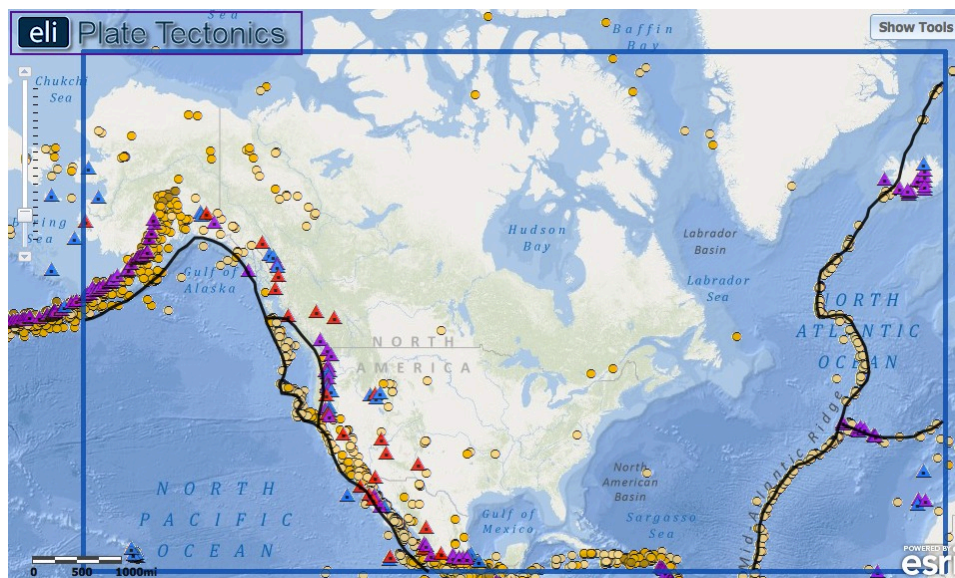 Sea
eli Plate Tectonics
Show Tools
Baffin
Bay
Chukchi
Sea
Bering
Sea
Gulf of
Alaska
Hudson
Bay
Labrador
Basin
Labrador
Sea
NORTH
ATLANTIC
OCEAN
NORTH
AMERICA
Mid Atlantic Ridge
North
American
Basin
Gulf of
Mexico
Sargasso
Sea
NORTH
PACIFIC
OCEAN
0 500 1000mi
POWERED BY
esri